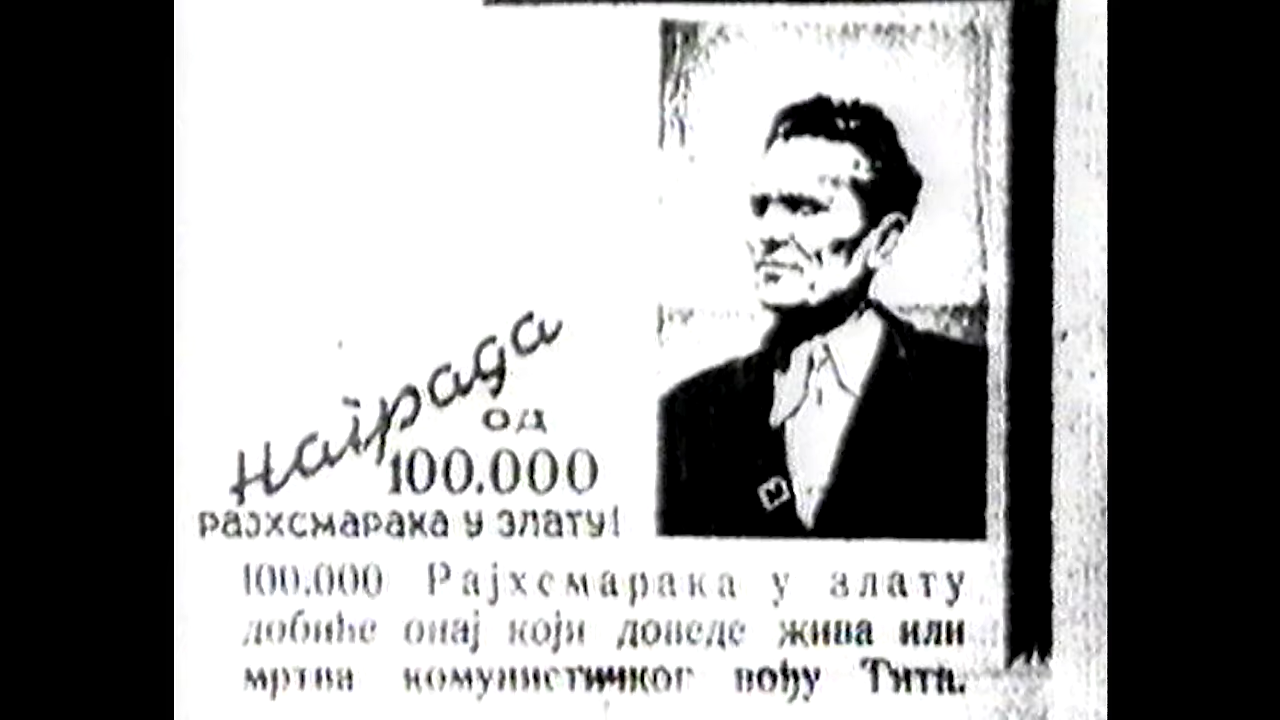 Награда
од
100.000
рајхсмарака у злату!
100.000 Рајхсмарака у злату
добиће онај који доведе жива или
мртва комунистичког вођу Тита.